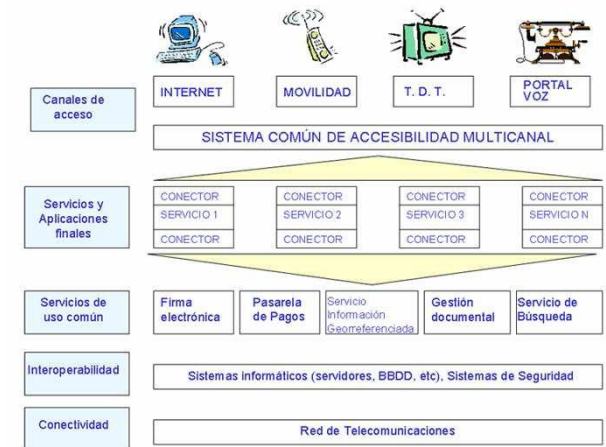 INTERNET
MOVILIDAD
T. D. T.
PORTAL
VOZ
Canales de
acceso
SISTEMA COMÚN DE ACCESIBILIDAD MULTICANAL
Servicios y
Aplicaciones
finales
CONECTOR
SERVICIO 1
CONECTOR
CONECTOR
SERVICIO 2
CONECTOR
CONECTOR
SERVICIO 3
CONECTOR
CONECTOR
SERVICIO N
CONECTOR
Servicios de
uso común
Firma
electrónica
Pasarela
de Pagos
Servicio
Información
Georreferenciada
Gestión
documental
Servicio de
Búsqueda
Interoperabilidad
Sistemas informáticos (servidores, BBDD, etc), Sistemas de Seguridad
Conectividad
Red de Telecomunicaciones